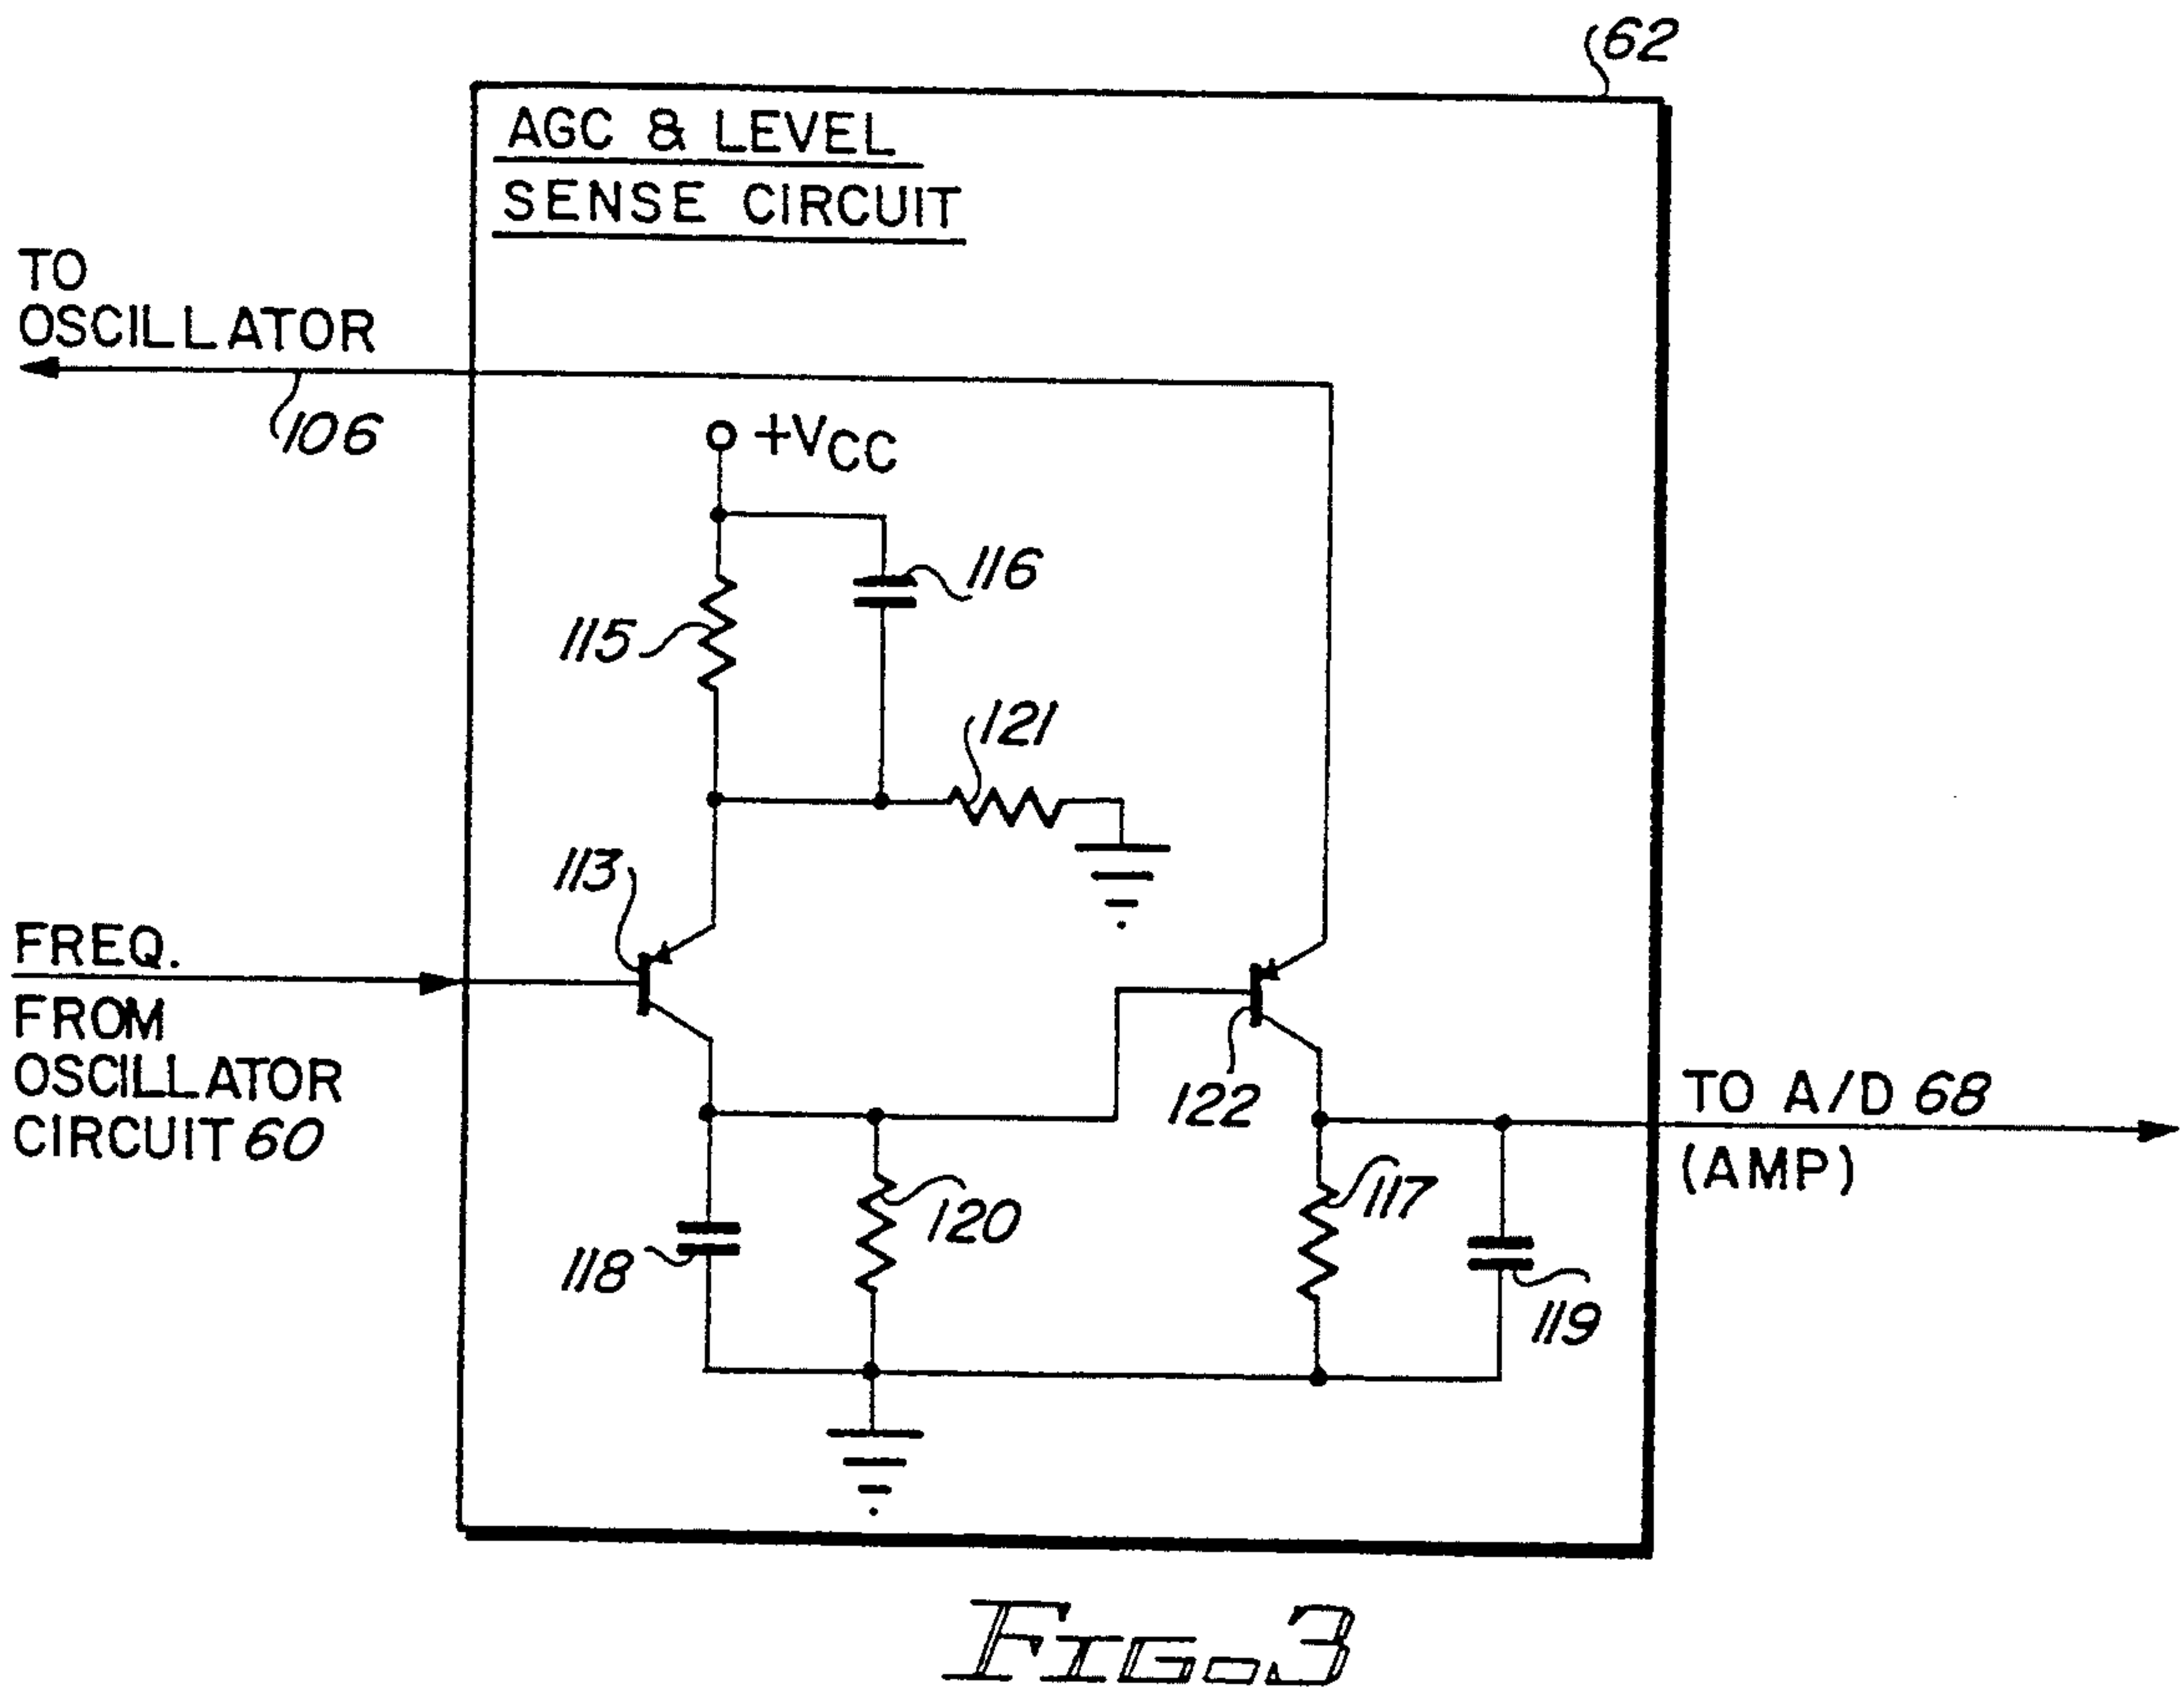 62
AGC & LEVEL
SENSE CIRCUIT
TO
OSCILLATOR
106
+VCC
116
115
121
113
FREQ.
FROM
OSCILLATOR
CIRCUIT 60
122
TO A/D 68
(AMP)
117
120
118
119
FIG. 3